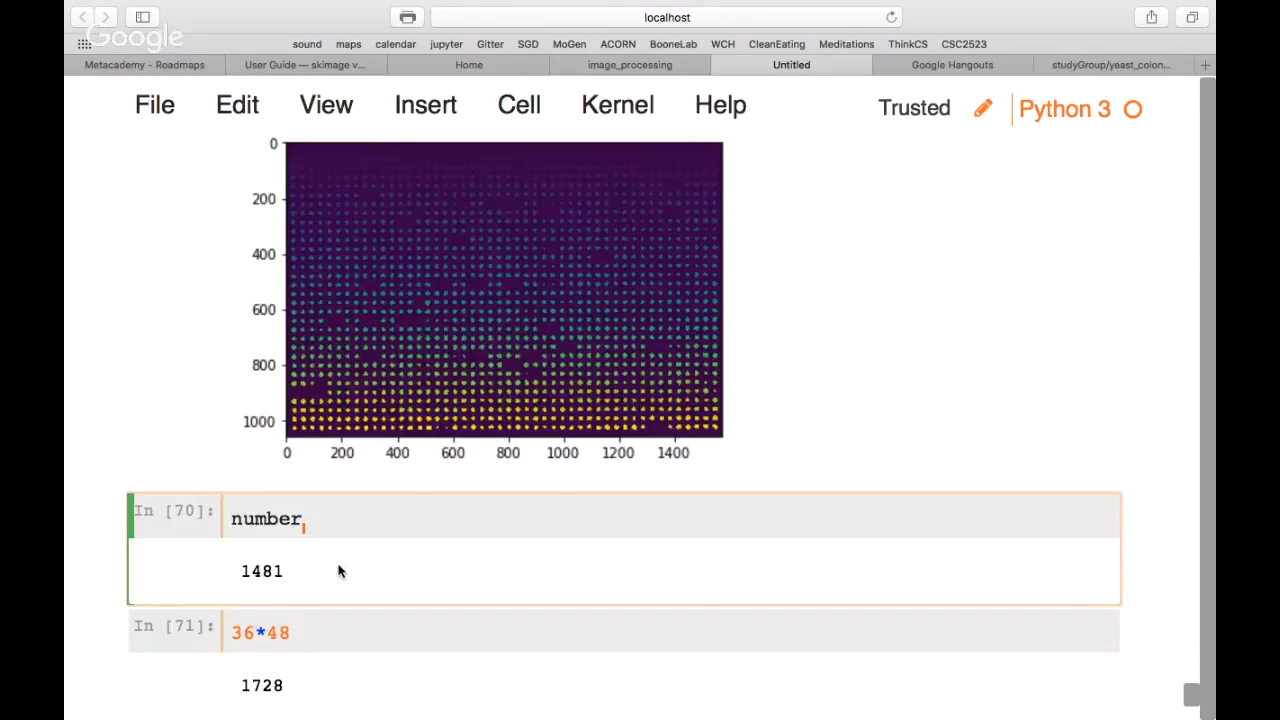 localhost
Google
sound maps calendar jupyter Gitter SGD MoGen ACORN BooneLab WCH CleanEating Meditations ThinkCS CSC2523
Metacademy - Roadmaps User Guide — skimage v... Home image_processing Untitled Google Hangouts studyGroup/yeast_colon...
File Edit View Insert Cell Kernel Help Trusted Python 3
0
200
400
600
800
1000
0 200 400 600 800 1000 1200 1400
In [70]: number
1481
In [71]: 36*48
1728